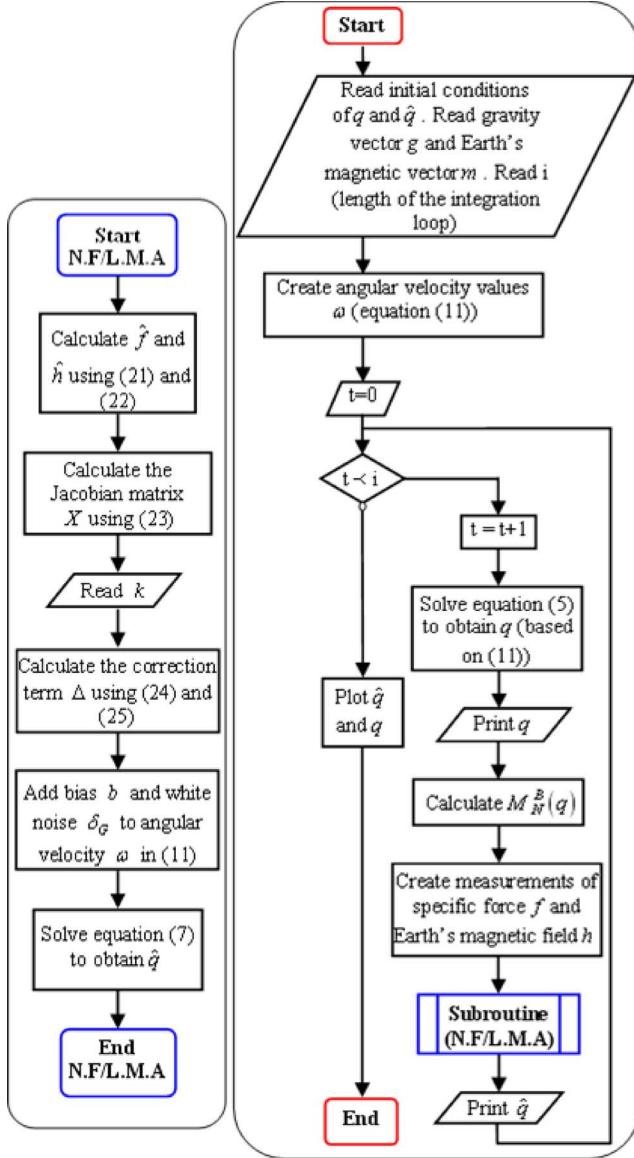 Start
N.F/L.M.A
Calculate f̂ and
ĥ using (21) and
(22)
Calculate the
Jacobian matrix
X using (23)
Read k
Calculate the correction
term Δ using (24) and
(25)
Add bias b and white
noise δ_G to angular
velocity ω in (11)
Solve equation (7)
to obtain q̂
End
N.F/L.M.A
Start
Read initial conditions
of q and q̂ . Read gravity
vector g and Earth's
magnetic vector m . Read i
(length of the integration
loop)
Create angular velocity values
ω (equation (11))
t=0
t ≺ i
t = t+1
Solve equation (5)
to obtain q (based
on (11))
Print q
Calculate M_N^B(q)
Create measurements of
specific force f and
Earth's magnetic field h
Subroutine
(N.F/L.M.A)
Print q̂
Plot q̂
and q
End